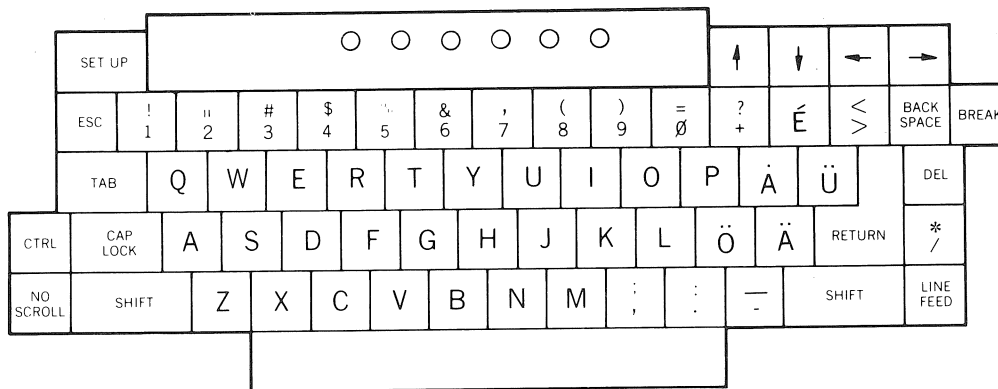 SET UP ↑ ↓ ← →
! " # $ & ' ( ) = ? < BACK
ESC 1 2 3 4 5 6 7 8 9 Ø + É > SPACE BREAK
TAB Q W E R T Y U I O P Å Ü DEL
CTRL CAP LOCK A S D F G H J K L Ö Ä RETURN * /
NO SCROLL SHIFT Z X C V B N M ; , : . — - SHIFT LINE FEED